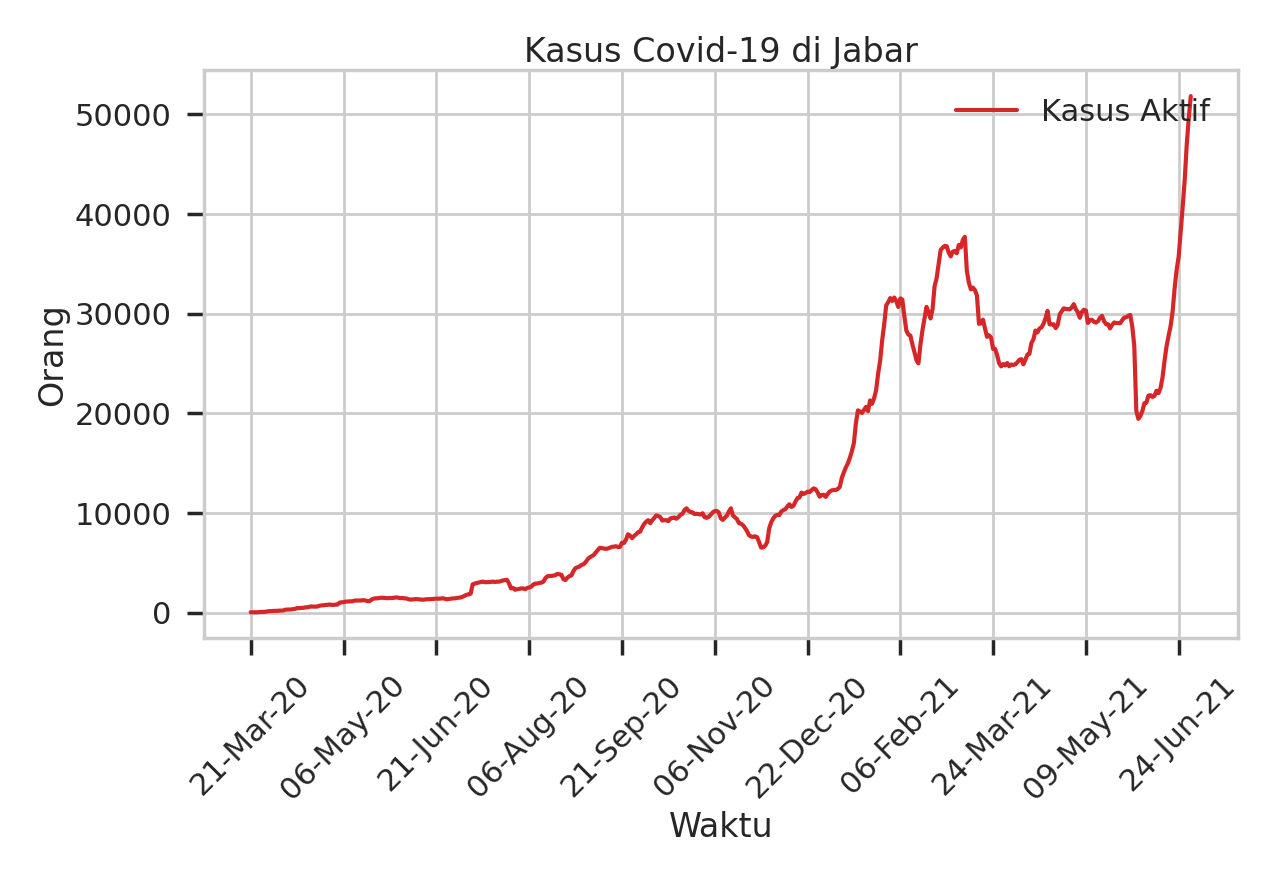 Kasus Covid-19 di Jabar
Kasus Aktif
Orang
50000
40000
30000
20000
10000
0
21-Mar-20
06-May-20
21-Jun-20
06-Aug-20
21-Sep-20
06-Nov-20
22-Dec-20
06-Feb-21
24-Mar-21
09-May-21
24-Jun-21
Waktu